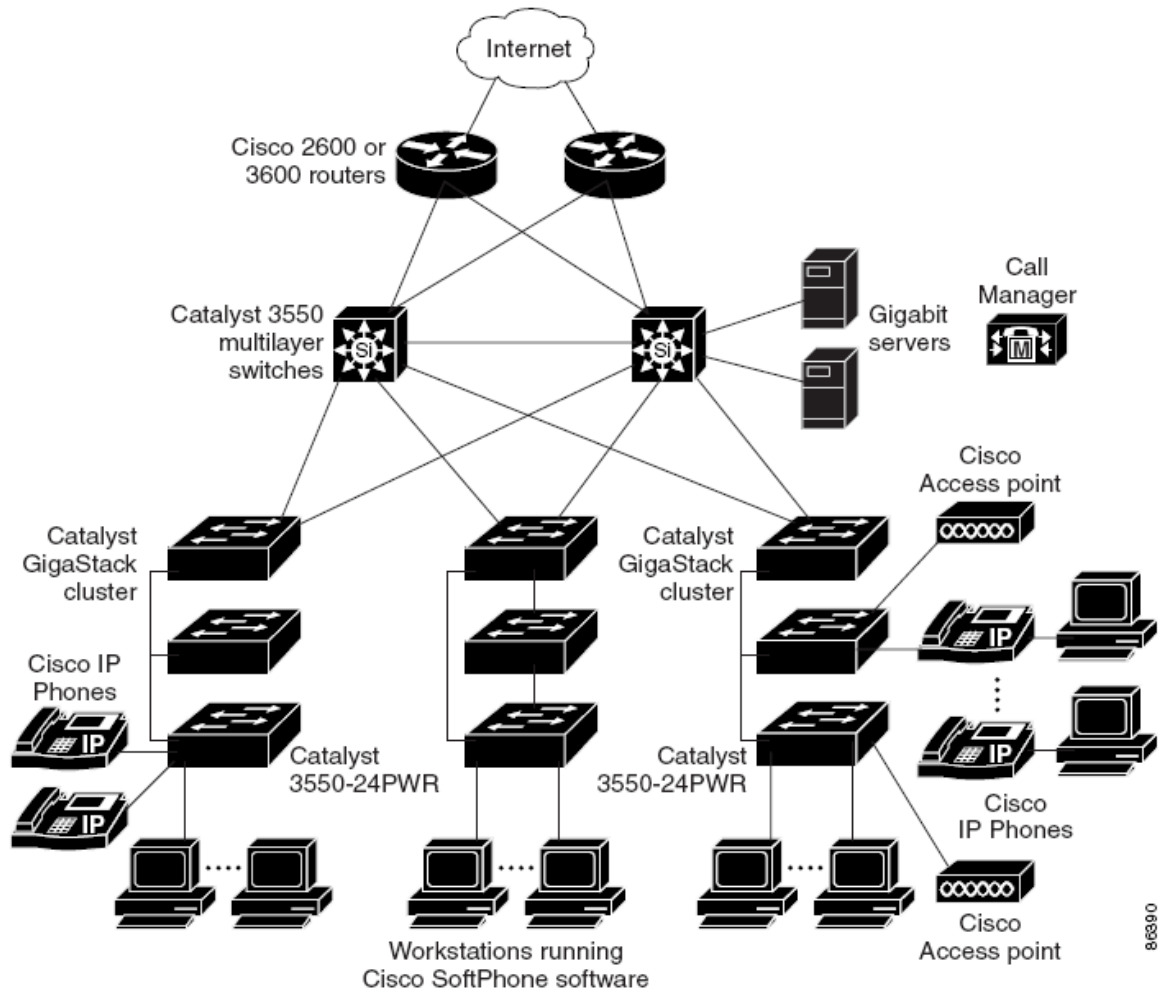 Internet
Cisco 2600 or
3600 routers
Catalyst 3550
multilayer
switches
Si
Si
Gigabit
servers
Call
Manager
M
Cisco
Access point
Catalyst
GigaStack
cluster
Catalyst
GigaStack
cluster
IP
Cisco IP
Phones
IP
IP
Catalyst
3550-24PWR
Catalyst
3550-24PWR
IP
Cisco
IP Phones
Workstations running
Cisco SoftPhone software
Cisco
Access point
86390